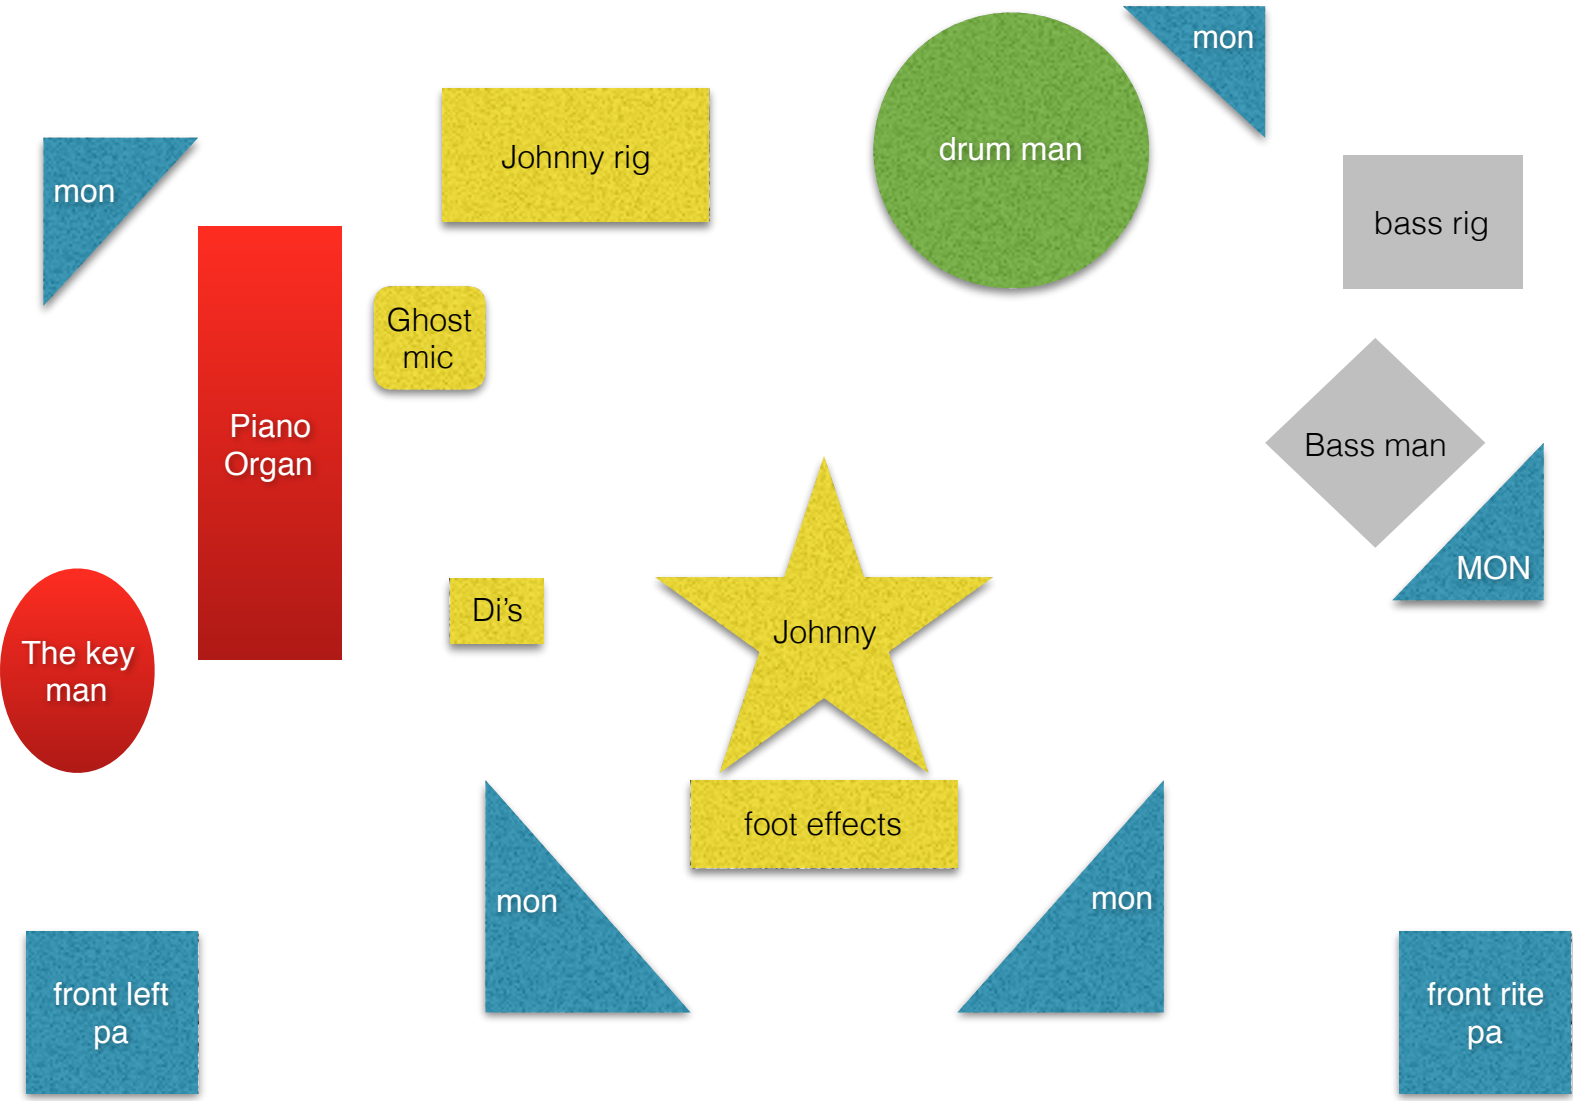 mon
drum man
Johnny rig
mon
bass rig
Ghost
mic
Piano
Organ
Bass man
MON
Di’s
Johnny
The key
man
foot effects
mon
mon
front left
pa
front rite
pa